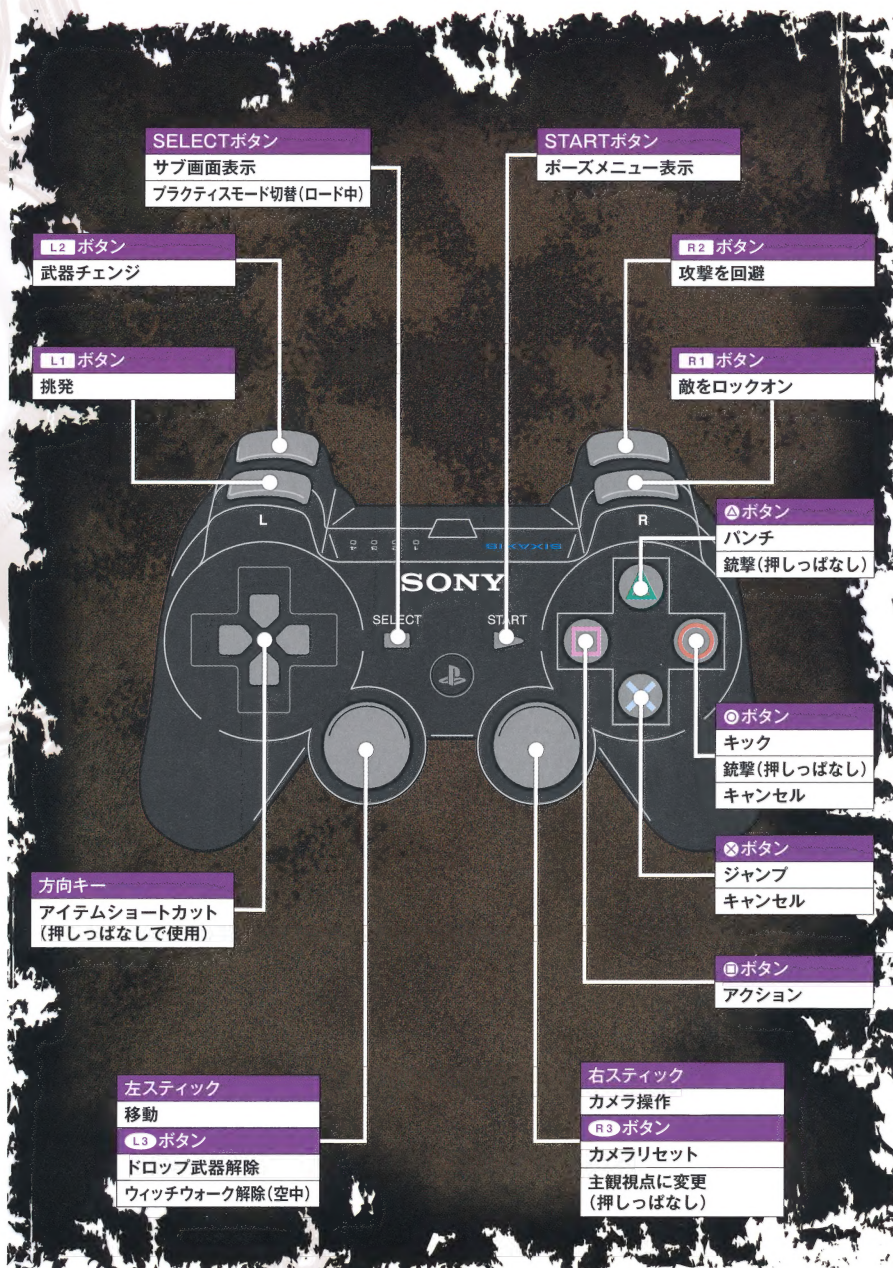 SELECTボタン
サブ画面表示
プラクティスモード切替(ロード中)
STARTボタン
ポーズメニュー表示
L2 ボタン
武器チェンジ
R2 ボタン
攻撃を回避
L1 ボタン
挑発
R1 ボタン
敵をロックオン
L
R
1 2 3 4
SIXAXIS
SONY
SELECT
START
△ボタン
パンチ
銃撃(押しっぱなし)
○ボタン
キック
銃撃(押しっぱなし)
キャンセル
×ボタン
ジャンプ
キャンセル
□ボタン
アクション
方向キー
アイテムショートカット
(押しっぱなしで使用)
左スティック
移動
L3 ボタン
ドロップ武器解除
ウィッチウォーク解除(空中)
右スティック
カメラ操作
R3 ボタン
カメラリセット
主観視点に変更
(押しっぱなし)